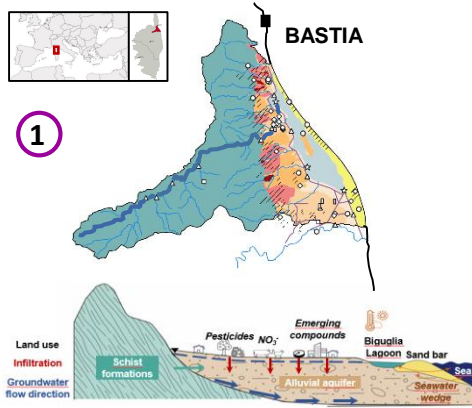 BASTIA
1
Pesticides
NO3-
Emerging
compounds
Biguglia
Lagoon
Sand bar
Sea
Land use
Infiltration
Groundwater
flow direction
Schist
formations
Alluvial aquifer
Seawater
wedge